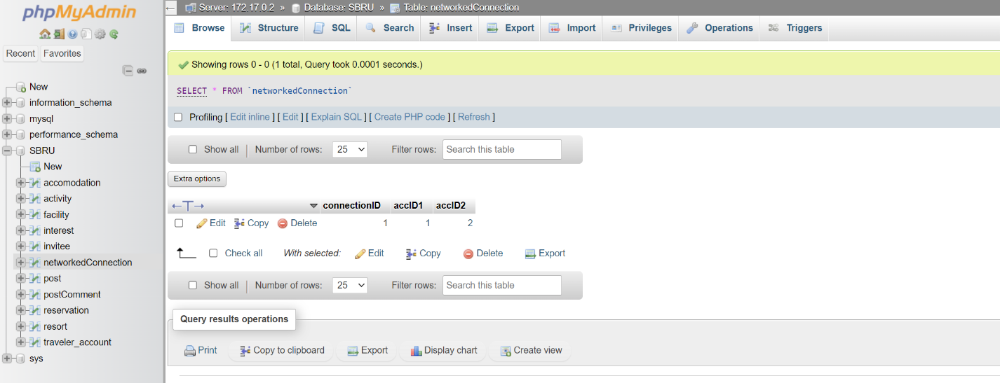 phpMyAdmin
Recent Favorites
New
information_schema
mysql
performance_schema
SBRU
New
accomodation
activity
facility
interest
invitee
networkedConnection
post
postComment
reservation
resort
traveler_account
sys
Server: 172.17.0.2 » Database: SBRU » Table: networkedConnection
Browse Structure SQL Search Insert Export Import Privileges Operations Triggers
Showing rows 0 - 0 (1 total, Query took 0.0001 seconds.)
SELECT * FROM `networkedConnection`
Profiling [ Edit inline ] [ Edit ] [ Explain SQL ] [ Create PHP code ] [ Refresh ]
Show all | Number of rows: 25 Filter rows: Search this table
Extra options
connectionID accID1 accID2
Edit Copy Delete 1 1 2
Check all With selected: Edit Copy Delete Export
Show all | Number of rows: 25 Filter rows: Search this table
Query results operations
Print Copy to clipboard Export Display chart Create view